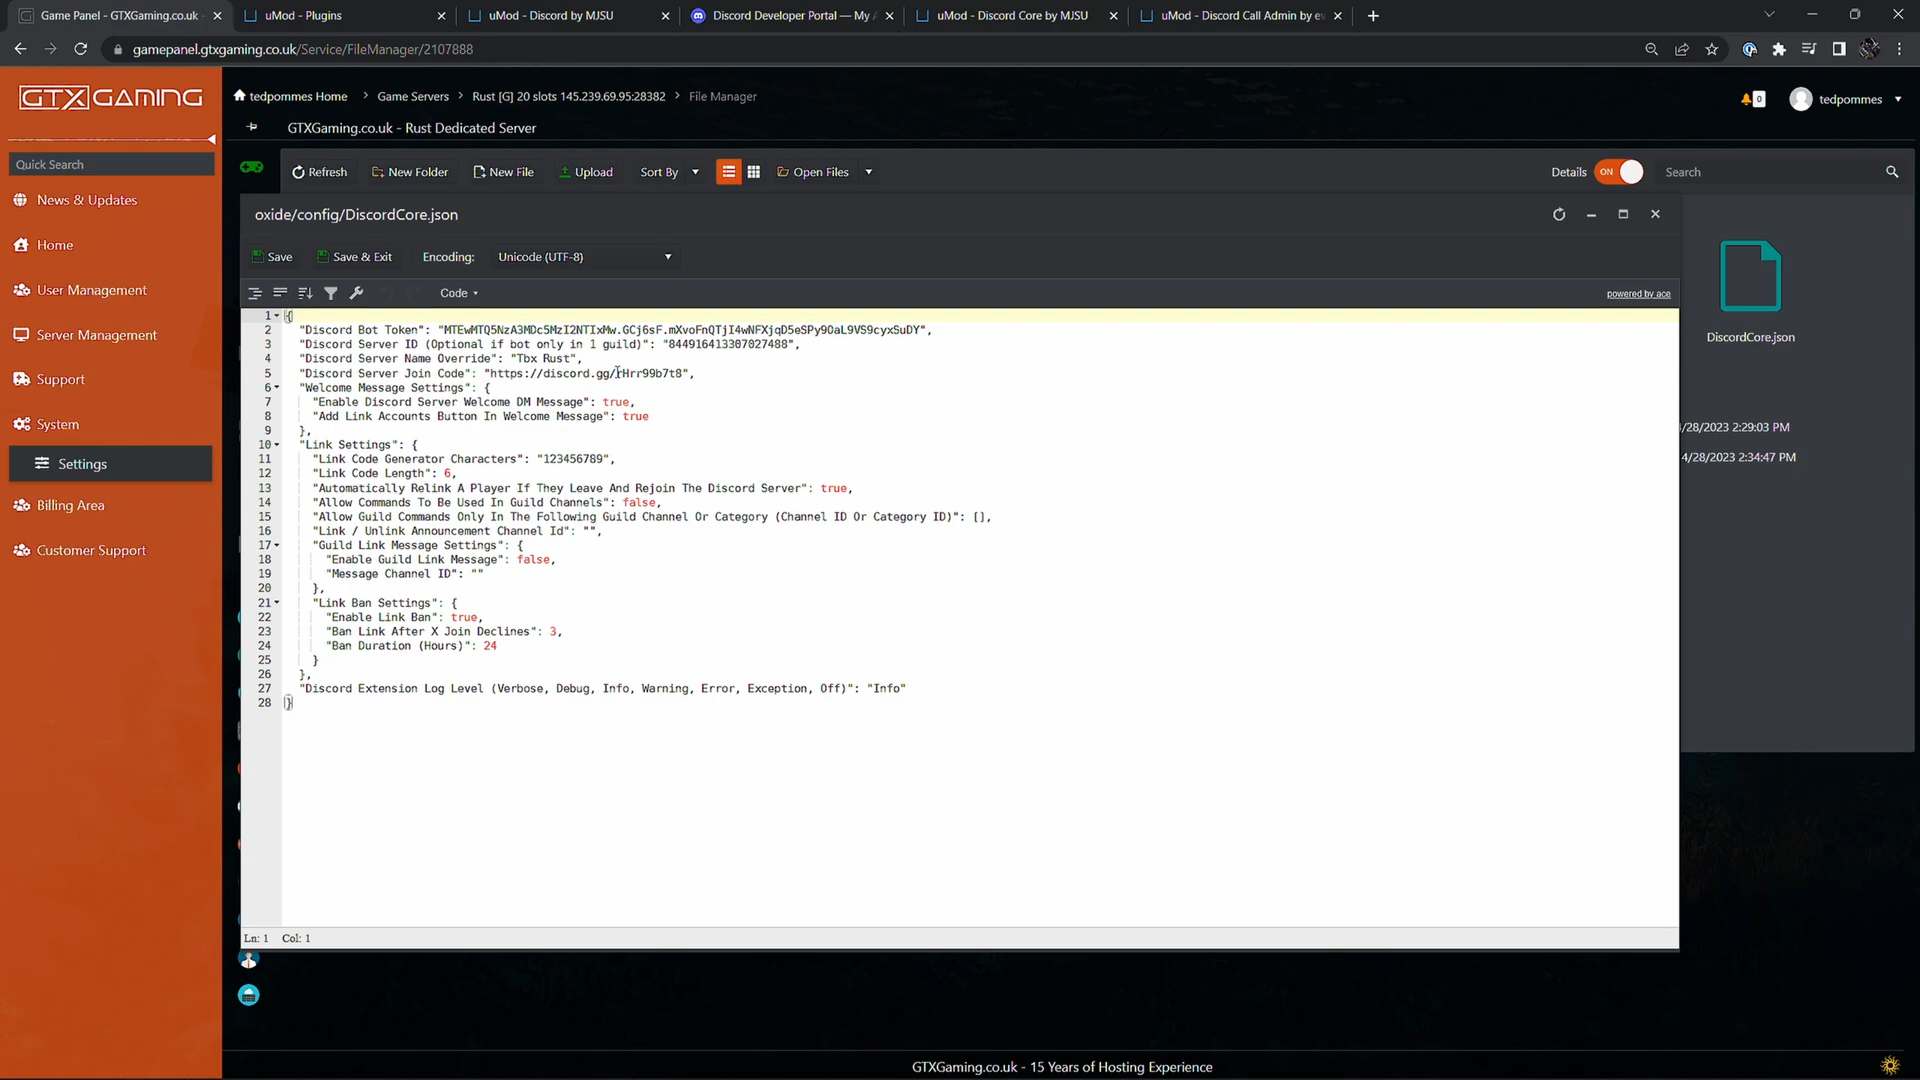 Game Panel - GTXGaming.co.uk -
uMod - Plugins
uMod - Discord by MJSU
Discord Developer Portal — My A
uMod - Discord Core by MJSU
uMod - Discord Call Admin by ev
gamepanel.gtxgaming.co.uk/Service/FileManager/2107888
GTXGAMING
tedpommes Home > Game Servers > Rust [G] 20 slots 145.239.69.95:28382 > File Manager
0
tedpommes
GTXGaming.co.uk - Rust Dedicated Server
Quick Search
News & Updates
Home
User Management
Server Management
Support
System
Settings
Billing Area
Customer Support
Refresh
New Folder
New File
Upload
Sort By
Open Files
Details
ON
Search
oxide/config/DiscordCore.json
Save
Save & Exit
Encoding:
Unicode (UTF-8)
Code
powered by ace
1 {
2 "Discord Bot Token": "MTEwMTQ5NzA3MDc5MzI2NTIxMw.GCj6sF.mXvoFnQTjI4wNFXjqD5eSPy9OaL9VS9cyxSuDY",
3 "Discord Server ID (Optional if bot only in 1 guild)": "844916413307027488",
4 "Discord Server Name Override": "Tbx Rust",
5 "Discord Server Join Code": "https://discord.gg/rHrr99b7t8",
6 "Welcome Message Settings": {
7 "Enable Discord Server Welcome DM Message": true,
8 "Add Link Accounts Button In Welcome Message": true
9 },
10 "Link Settings": {
11 "Link Code Generator Characters": "123456789",
12 "Link Code Length": 6,
13 "Automatically Relink A Player If They Leave And Rejoin The Discord Server": true,
14 "Allow Commands To Be Used In Guild Channels": false,
15 "Allow Guild Commands Only In The Following Guild Channel Or Category (Channel ID Or Category ID)": [],
16 "Link / Unlink Announcement Channel Id": "",
17 "Guild Link Message Settings": {
18 "Enable Guild Link Message": false,
19 "Message Channel ID": ""
20 },
21 "Link Ban Settings": {
22 "Enable Link Ban": true,
23 "Ban Link After X Join Declines": 3,
24 "Ban Duration (Hours)": 24
25 }
26 },
27 "Discord Extension Log Level (Verbose, Debug, Info, Warning, Error, Exception, Off)": "Info"
28 }
Ln: 1 Col: 1
DiscordCore.json
/28/2023 2:29:03 PM
4/28/2023 2:34:47 PM
GTXGaming.co.uk - 15 Years of Hosting Experience